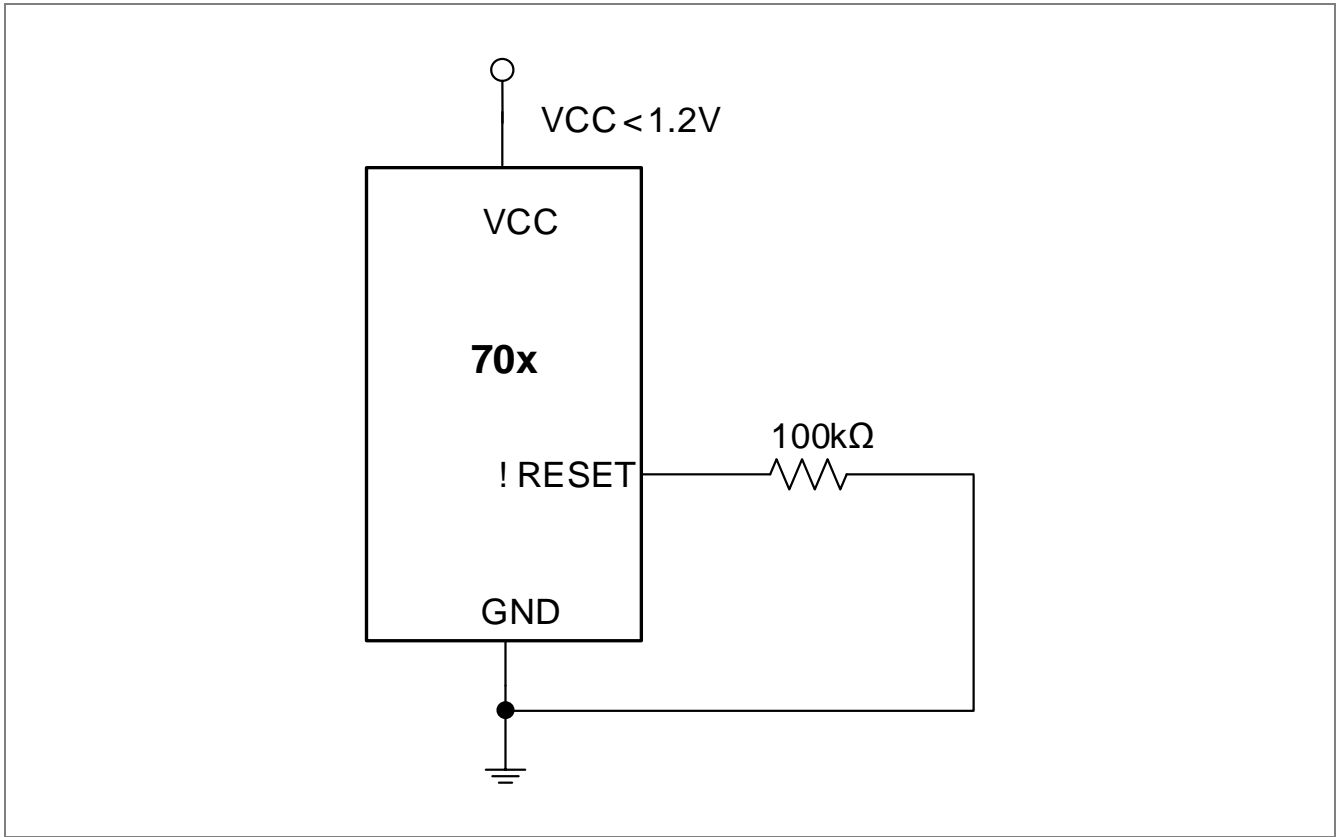 VCC<1.2V
VCC
70x
100kΩ
! RESET
GND